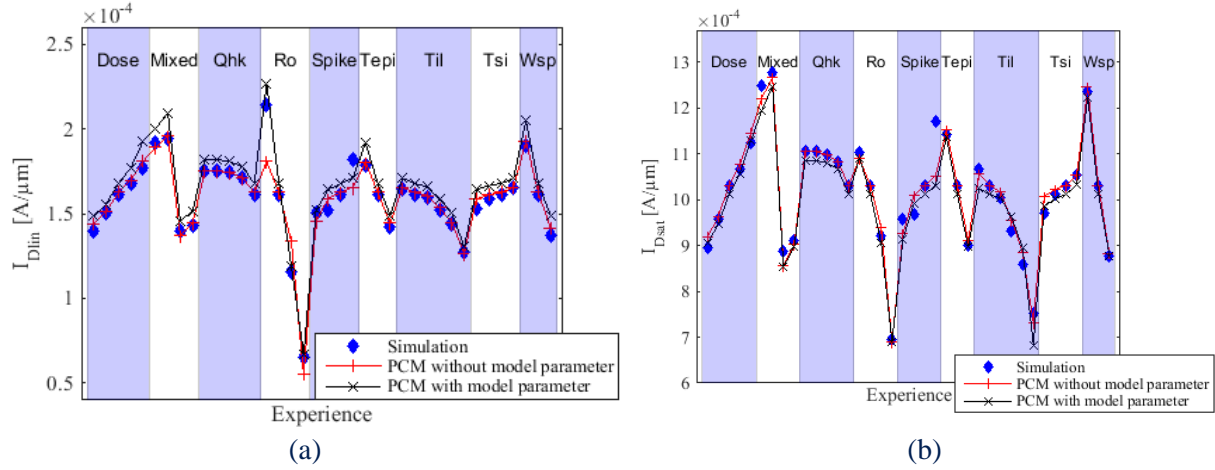 (a)
×10⁻⁴
2.5
2
1.5
1
0.5
I_Dlin [A/µm]
Dose Mixed Qhk Ro Spike Tepi Til Tsi Wsp
Simulation
PCM without model parameter
PCM with model parameter
Experience
(a)
(b)
×10⁻⁴
13
12
11
10
9
8
7
6
I_Dsat [A/µm]
Dose Mixed Qhk Ro Spike Tepi Til Tsi Wsp
Simulation
PCM without model parameter
PCM with model parameter
Experience
(b)